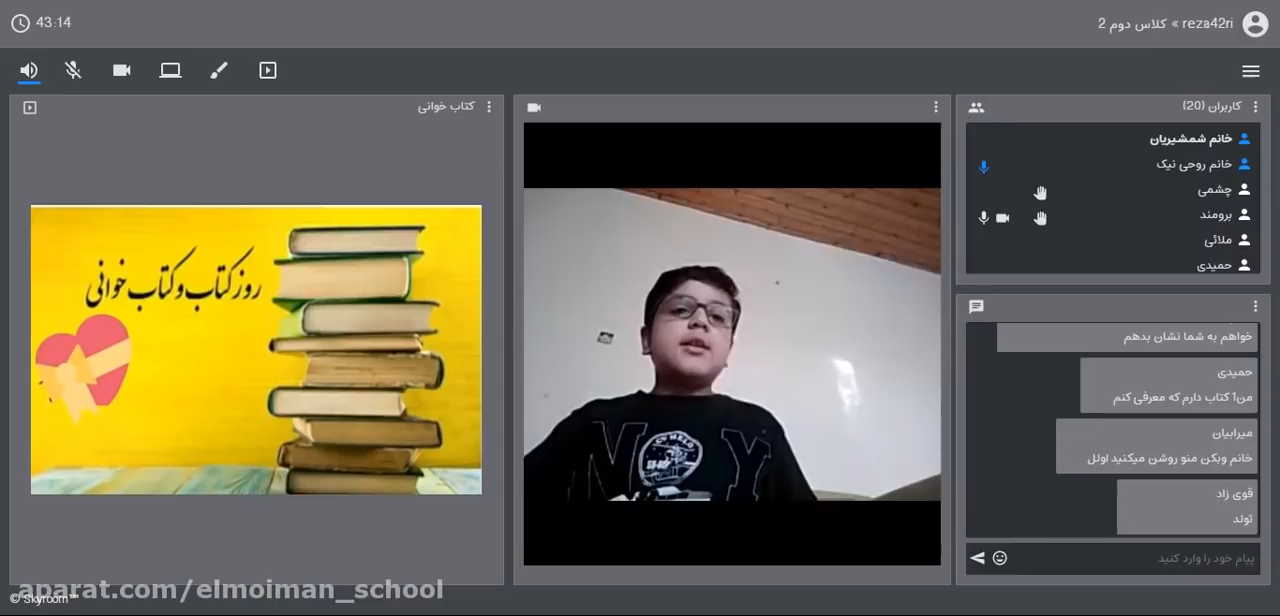 43:14
reza42ri » کلاس دوم 2
کتاب خوانی
روز کتاب و کتاب خوانی
N Y
کاربران (20)
خانم شمشیریان
خانم روحی نیک
چشمی
برومند
ملائی
حمیدی
خواهم به شما نشان بدهم
حمیدی
من1 کتاب دارم که معرفی کنم
میرابیان
خانم وبکن منو روشن میکنید اولل
قوی زاد
تولد
پیام خود را وارد کنید
aparat.com/elmoiman_school
© Skyroom™